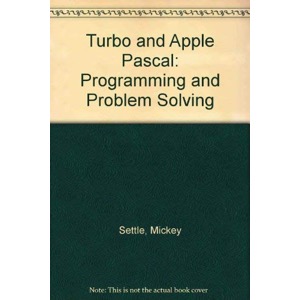 Turbo and Apple
Pascal:
Programming and
Problem Solving
Settle, Mickey
Note: This is not the actual book cover